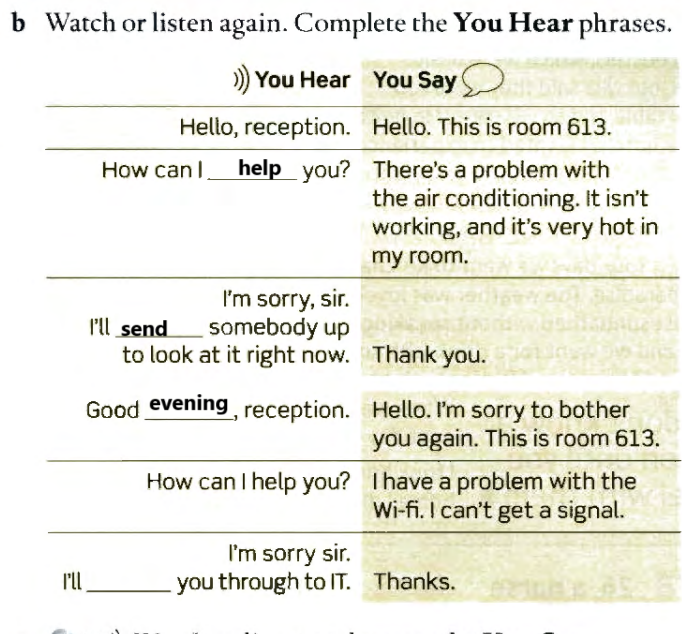 b Watch or listen again. Complete the You Hear phrases.
You Hear You Say
Hello, reception. Hello. This is room 613.
How can I help you? There's a problem with
the air conditioning. It isn't
working, and it's very hot in
my room.
I'm sorry, sir.
I'll send somebody up
to look at it right now. Thank you.
Good evening, reception. Hello. I'm sorry to bother
you again. This is room 613.
How can I help you? I have a problem with the
Wi-fi. I can't get a signal.
I'm sorry sir.
I'll ______ you through to IT. Thanks.